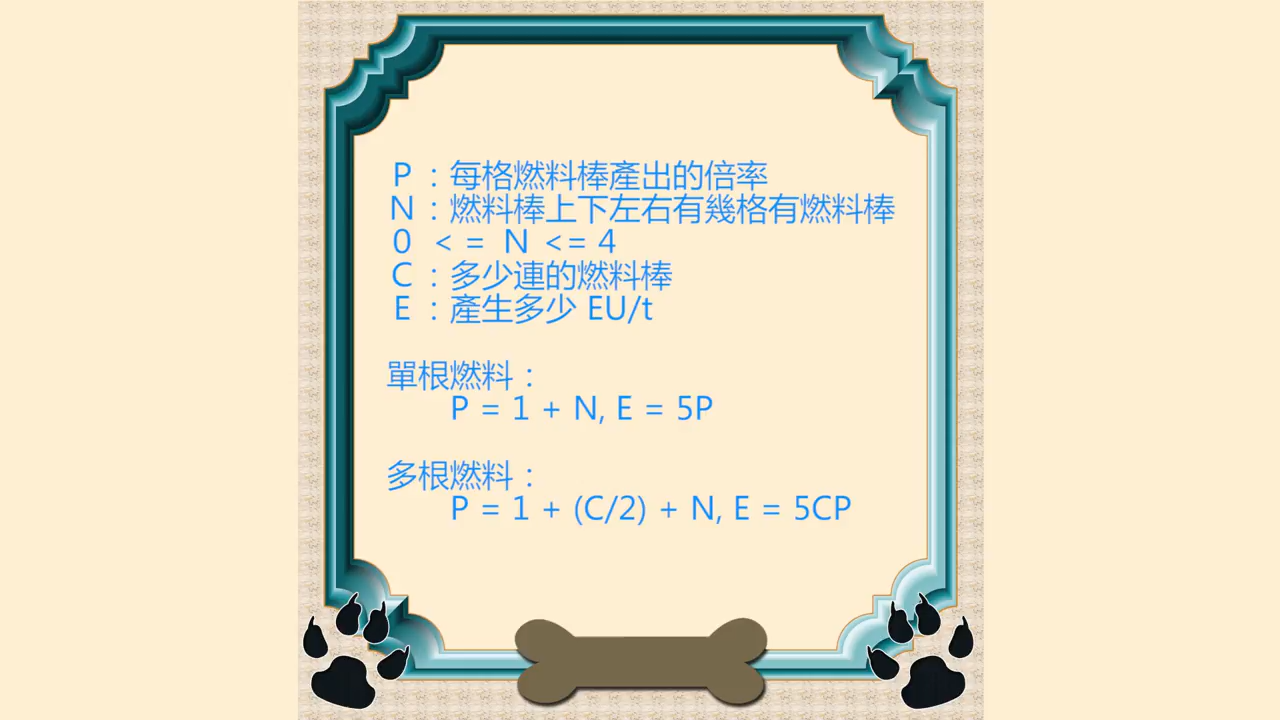 P ：每格燃料棒產出的倍率
N ：燃料棒上下左右有幾格有燃料棒
0 < = N <= 4
C ：多少連的燃料棒
E ：產生多少 EU/t
單根燃料：
P = 1 + N, E = 5P
多根燃料：
P = 1 + (C/2) + N, E = 5CP